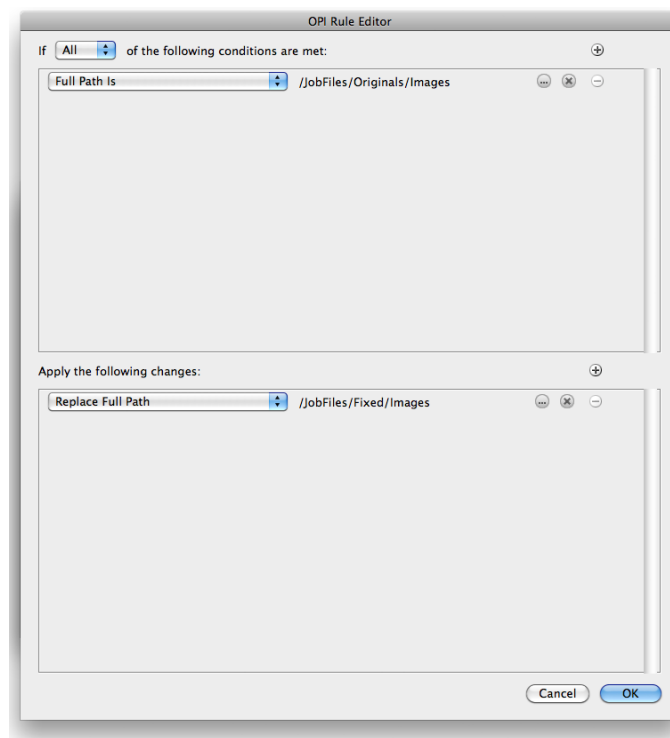 OPI Rule Editor
If All of the following conditions are met:
Full Path Is /JobFiles/Originals/Images
Apply the following changes:
Replace Full Path /JobFiles/Fixed/Images
Cancel OK